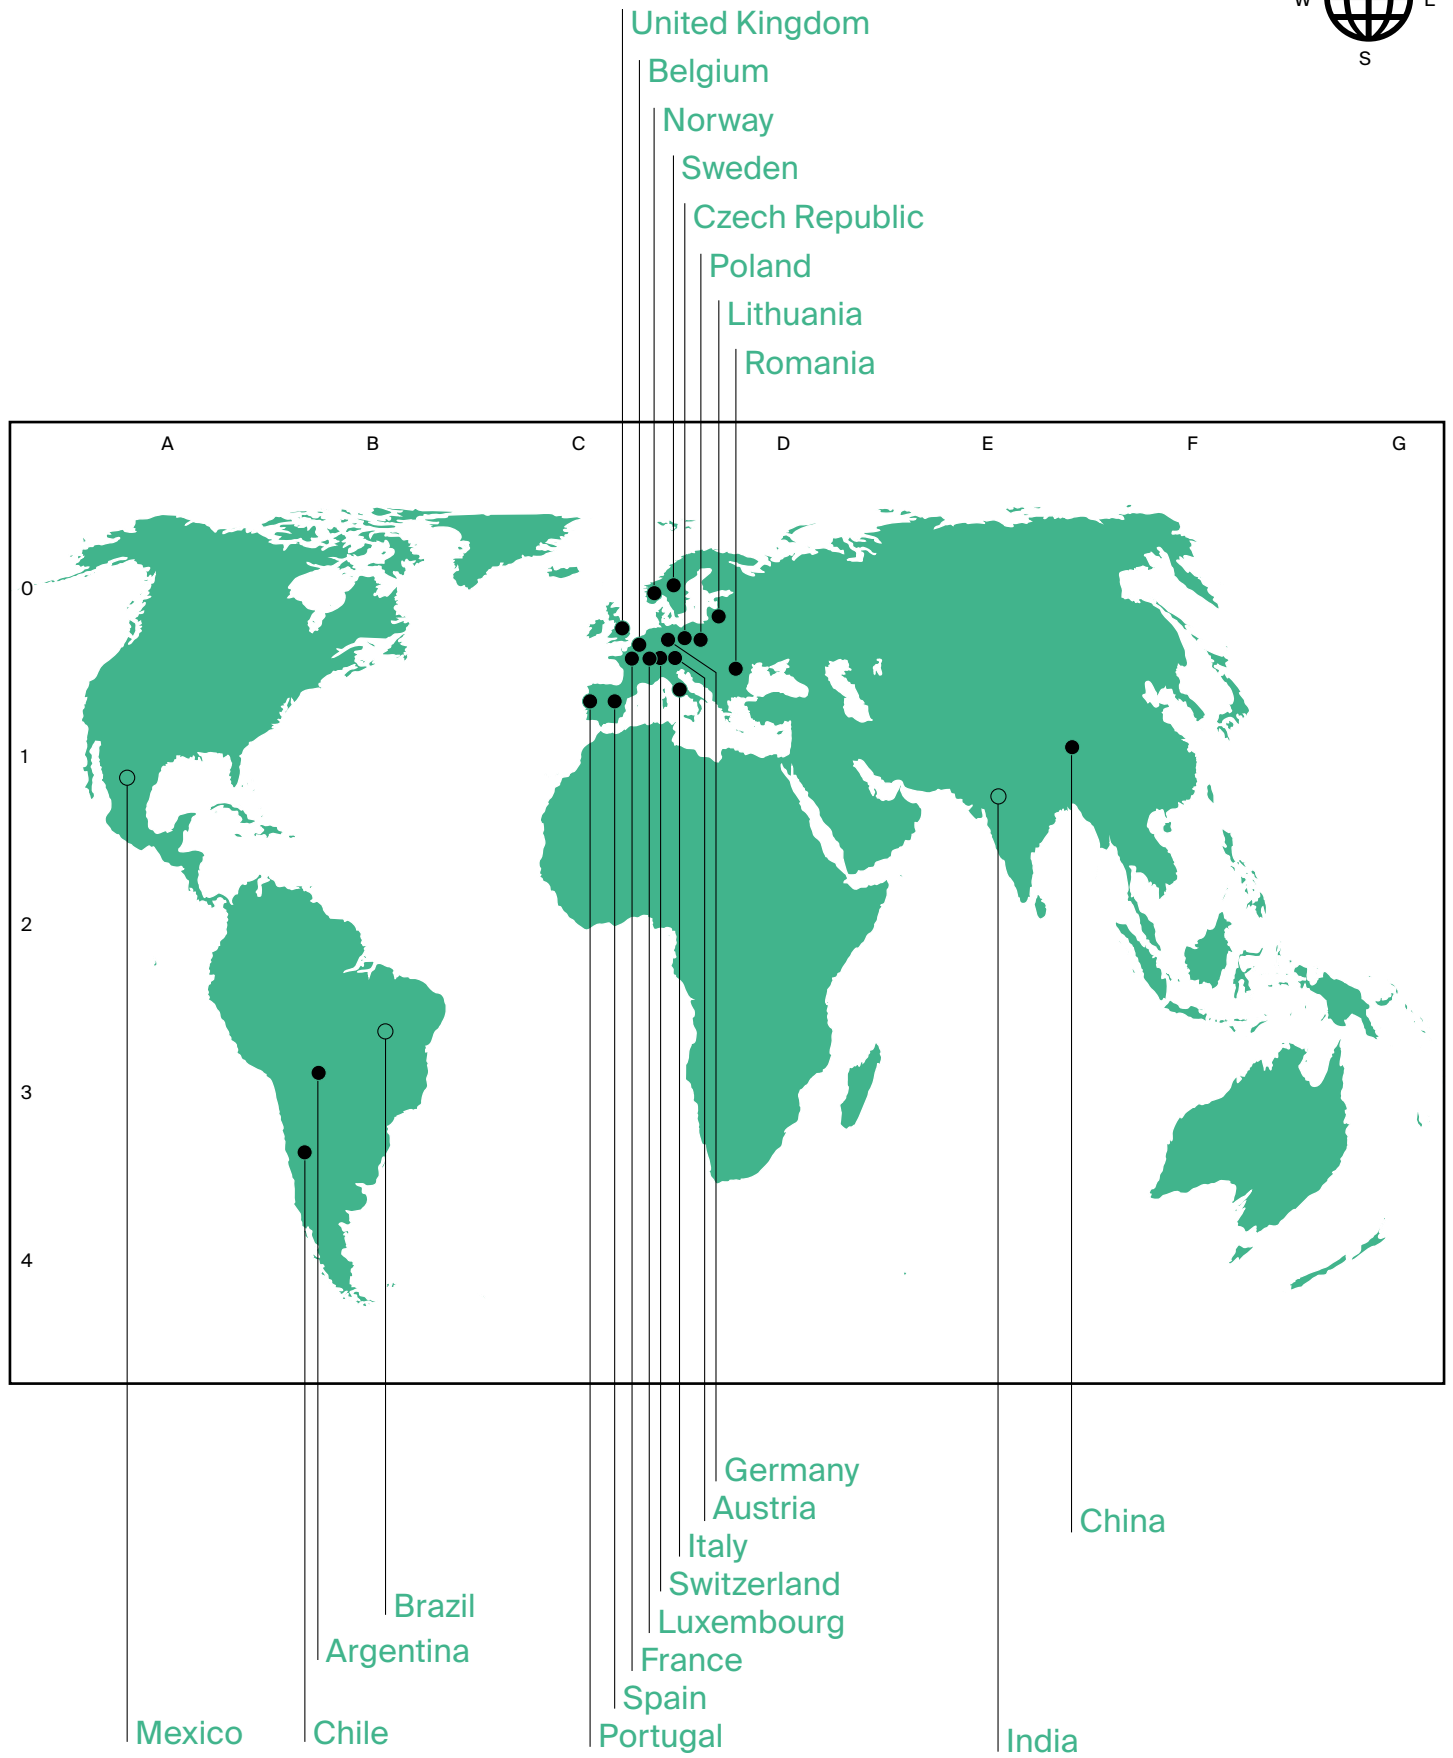 United Kingdom
W
E
S
Belgium
Norway
Sweden
Czech Republic
Poland
Lithuania
Romania
A B C D E F G
0
1
2
3
4
Germany
Austria
China
Italy
Switzerland
Brazil
Luxembourg
Argentina
France
Spain
Mexico
Chile
Portugal
India